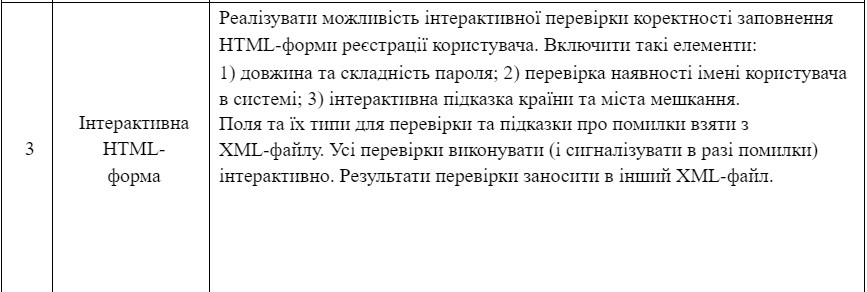 3
Інтерактивна
HTML-
форма
Реалізувати можливість інтерактивної перевірки коректності заповнення
HTML-форми реєстрації користувача. Включити такі елементи:
1) довжина та складність пароля; 2) перевірка наявності імені користувача
в системі; 3) інтерактивна підказка країни та міста мешкання.
Поля та їх типи для перевірки та підказки про помилки взяти з
XML-файлу. Усі перевірки виконувати (і сигналізувати в разі помилки)
інтерактивно. Результати перевірки заносити в інший XML-файл.